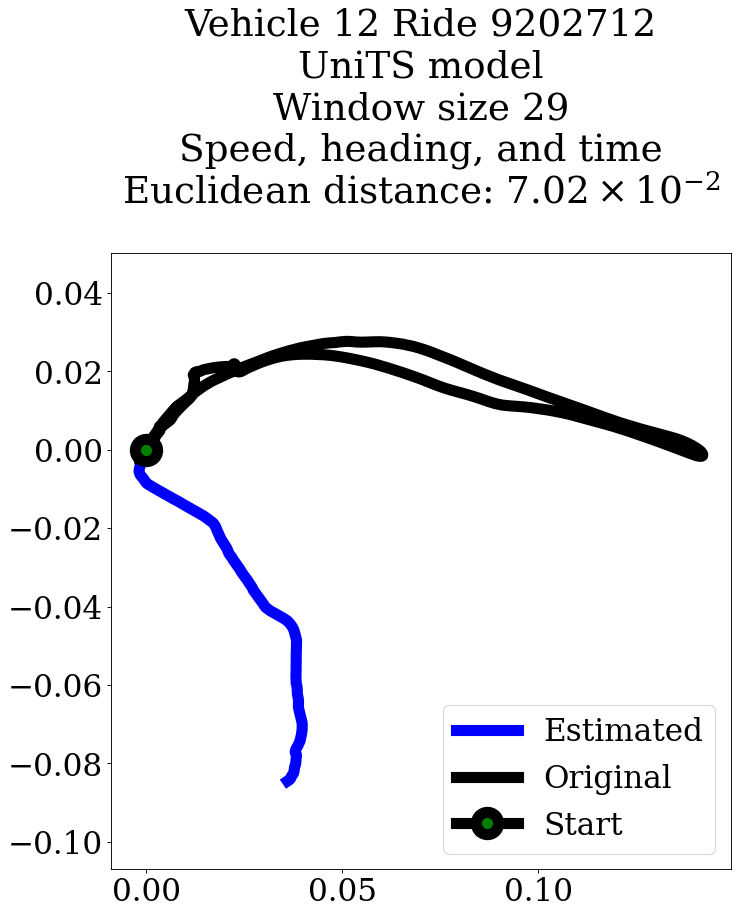 Vehicle 12 Ride 9202712
UniTS model
Window size 29
Speed, heading, and time
Euclidean distance: 7.02 × 10⁻²
0.04
0.02
0.00
−0.02
−0.04
−0.06
−0.08
−0.10
Estimated
Original
Start
0.00 0.05 0.10